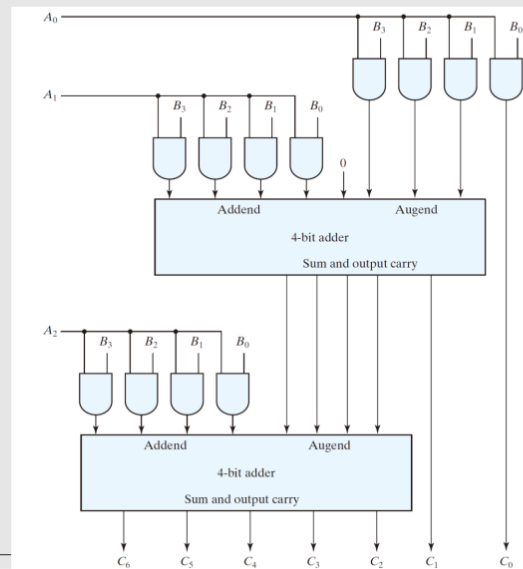 A₀
B₃ B₂ B₁ B₀
A₁
B₃ B₂ B₁ B₀
0
Addend Augend
4-bit adder
Sum and output carry
A₂
B₃ B₂ B₁ B₀
Addend Augend
4-bit adder
Sum and output carry
C₆ C₅ C₄ C₃ C₂ C₁ C₀